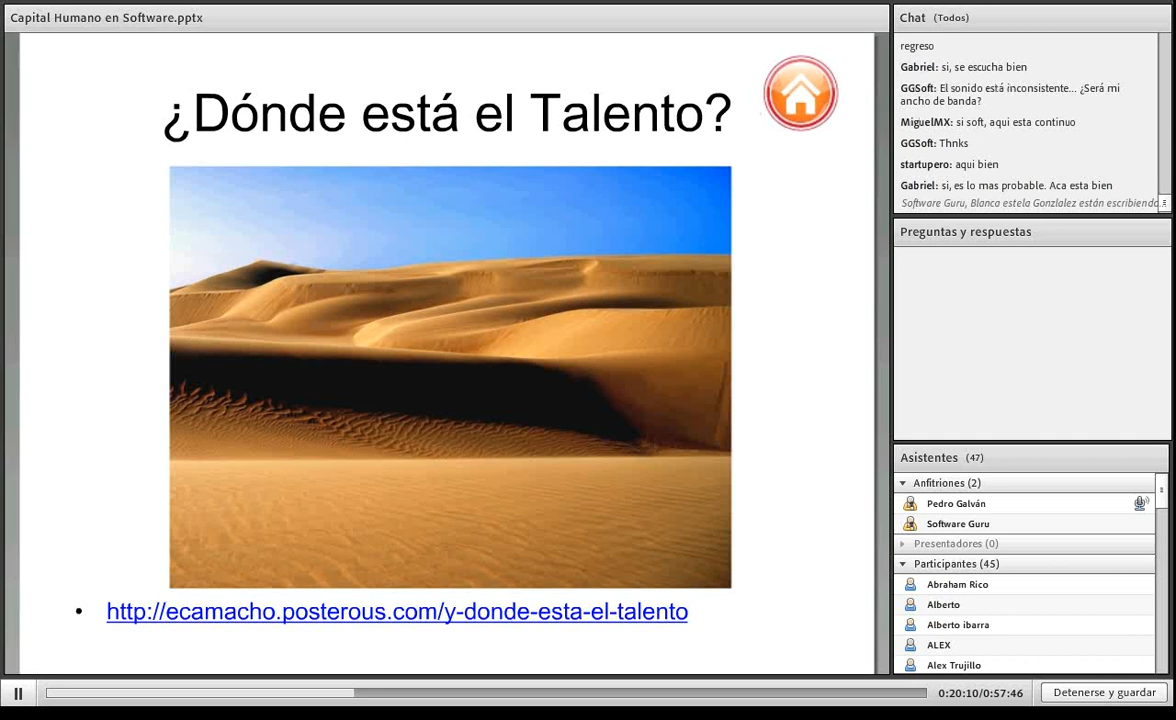 Capital Humano en Software.pptx
¿Dónde está el Talento?
• http://ecamacho.posterous.com/y-donde-esta-el-talento
Chat (Todos)
regreso
Gabriel: si, se escucha bien
GGSoft: El sonido está inconsistente... ¿Será mi
ancho de banda?
MiguelMX: si soft, aqui esta continuo
GGSoft: Thnks
startupero: aqui bien
Gabriel: si, es lo mas probable. Aca esta bien
Software Guru, Blanca estela Gonzlalez están escribiendo.
Preguntas y respuestas
Asistentes (47)
Anfitriones (2)
Pedro Galván
Software Guru
Presentadores (0)
Participantes (45)
Abraham Rico
Alberto
Alberto ibarra
ALEX
Alex Trujillo
0:20:10/0:57:46
Detenerse y guardar